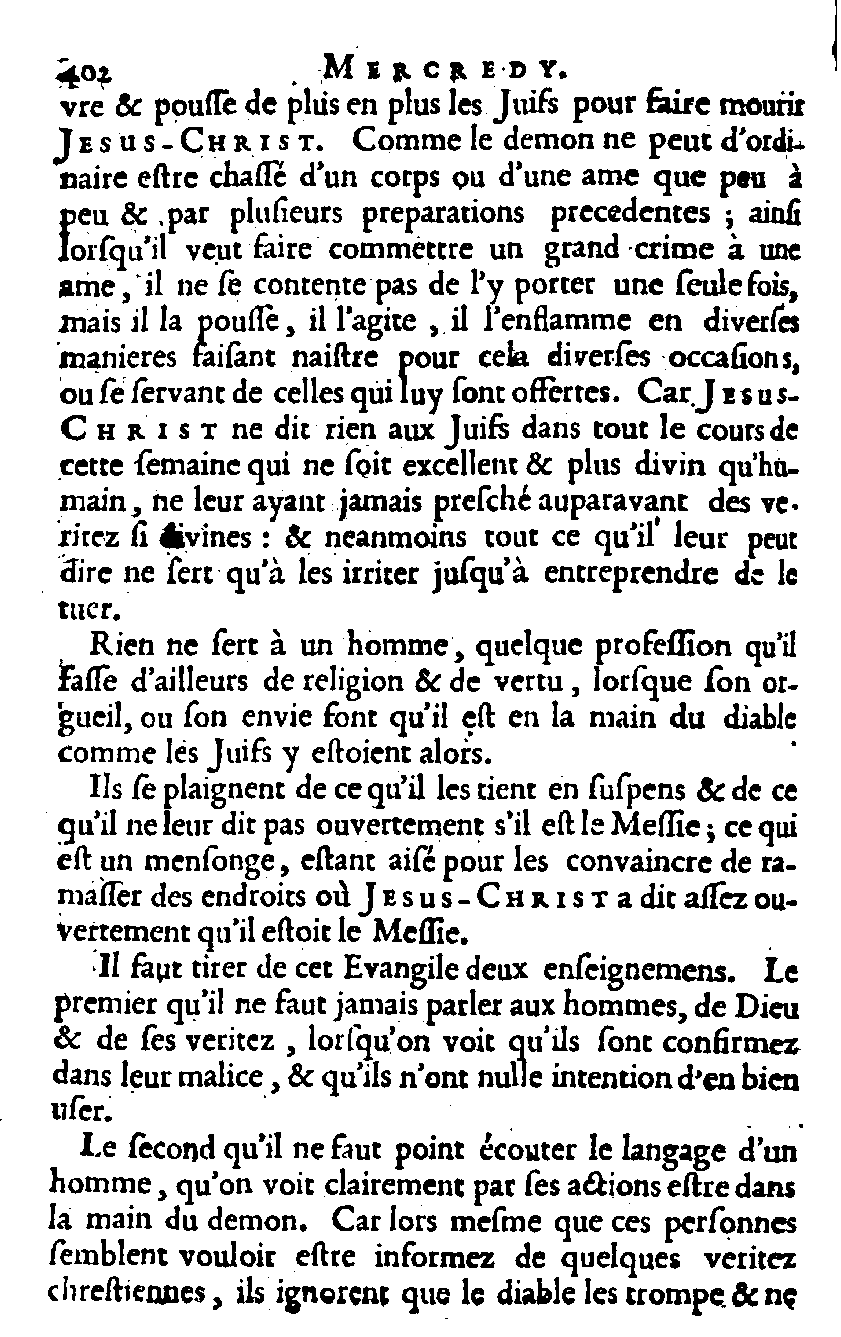 402 MERCREDY.
vre & pouſſe de plus en plus les Juifs pour faire mourir
JESUS-CHRIST. Comme le demon ne peut d'ordi-
naire eſtre chaſſé d'un corps ou d'une ame que peu à
peu & par pluſieurs preparations precedentes ; ainſi
lorſqu'il veut faire commettre un grand crime à une
ame, il ne ſe contente pas de l'y porter une ſeule fois,
mais il la pouſſe, il l'agite, il l'enflamme en diverſes
manieres faiſant naiſtre pour cela diverſes occaſions,
ou ſe ſervant de celles qui luy ſont offertes. Car JESUS-
CHRIST ne dit rien aux Juifs dans tout le cours de
cette ſemaine qui ne ſoit excellent & plus divin qu'hu-
main, ne leur ayant jamais preſché auparavant des ve-
ritez ſi divines : & neanmoins tout ce qu'il leur peut
dire ne ſert qu'à les irriter juſqu'à entreprendre de le
tuer.
Rien ne ſert à un homme, quelque profeſſion qu'il
faſſe d'ailleurs de religion & de vertu, lorſque ſon or-
gueil, ou ſon envie font qu'il eſt en la main du diable
comme les Juifs y eſtoient alors.
Ils ſe plaignent de ce qu'il les tient en ſuſpens & de ce
qu'il ne leur dit pas ouvertement s'il eſt le Meſſie ; ce qui
eſt un menſonge, eſtant aiſé pour les convaincre de ra-
maſſer des endroits où JESUS-CHRIST a dit aſſez ou-
vertement qu'il eſtoit le Meſſie.
Il faut tirer de cet Evangile deux enſeignemens. Le
premier qu'il ne faut jamais parler aux hommes, de Dieu
& de ſes veritez, lorſqu'on voit qu'ils ſont confirmez
dans leur malice, & qu'ils n'ont nulle intention d'en bien
uſer.
Le ſecond qu'il ne faut point écouter le langage d'un
homme, qu'on voit clairement par ſes actions eſtre dans
la main du demon. Car lors meſme que ces perſonnes
ſemblent vouloir eſtre informez de quelques veritez
chreſtiennes, ils ignorent que le diable les trompe & ne